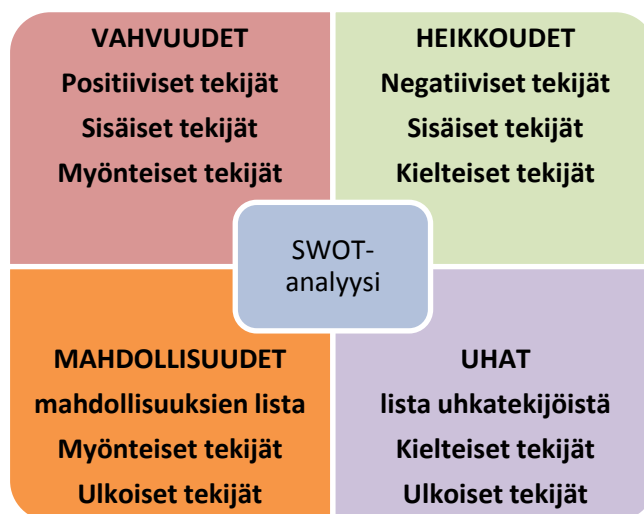 VAHVUUDET
Positiiviset tekijät
Sisäiset tekijät
Myönteiset tekijät
HEIKKOUDET
Negatiiviset tekijät
Sisäiset tekijät
Kielteiset tekijät
SWOT-
analyysi
MAHDOLLISUUDET
mahdollisuuksien lista
Myönteiset tekijät
Ulkoiset tekijät
UHAT
lista uhkatekijöistä
Kielteiset tekijät
Ulkoiset tekijät